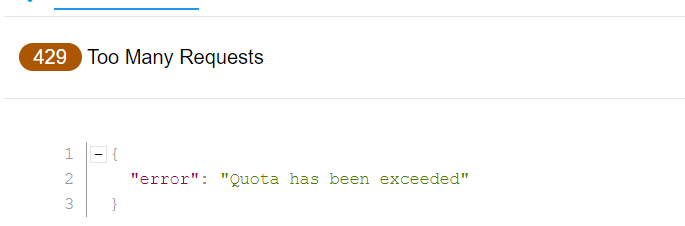 429 Too Many Requests
1 {
2 "error": "Quota has been exceeded"
3 }